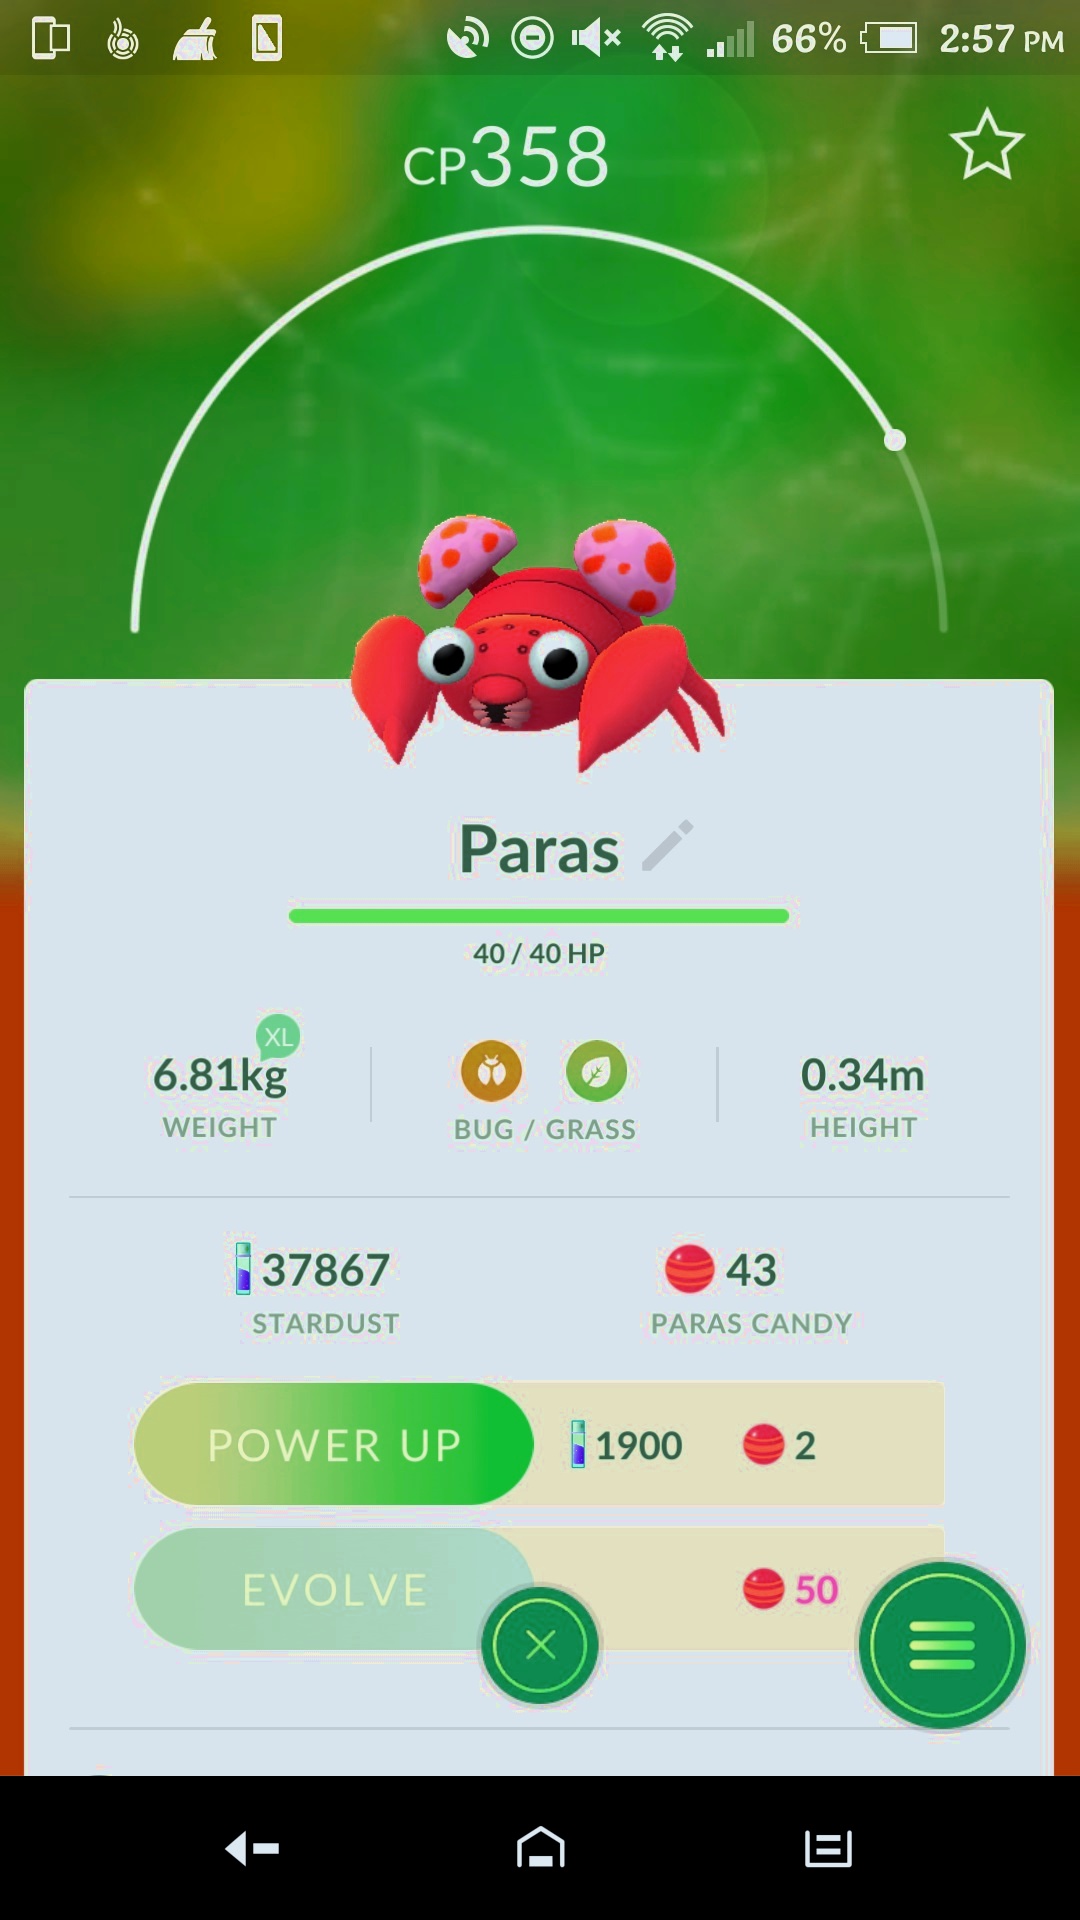 66% 2:57 PM
CP358
Paras
40 / 40 HP
XL
6.81kg
WEIGHT
BUG / GRASS
0.34m
HEIGHT
37867
STARDUST
43
PARAS CANDY
POWER UP 1900 2
EVOLVE 50